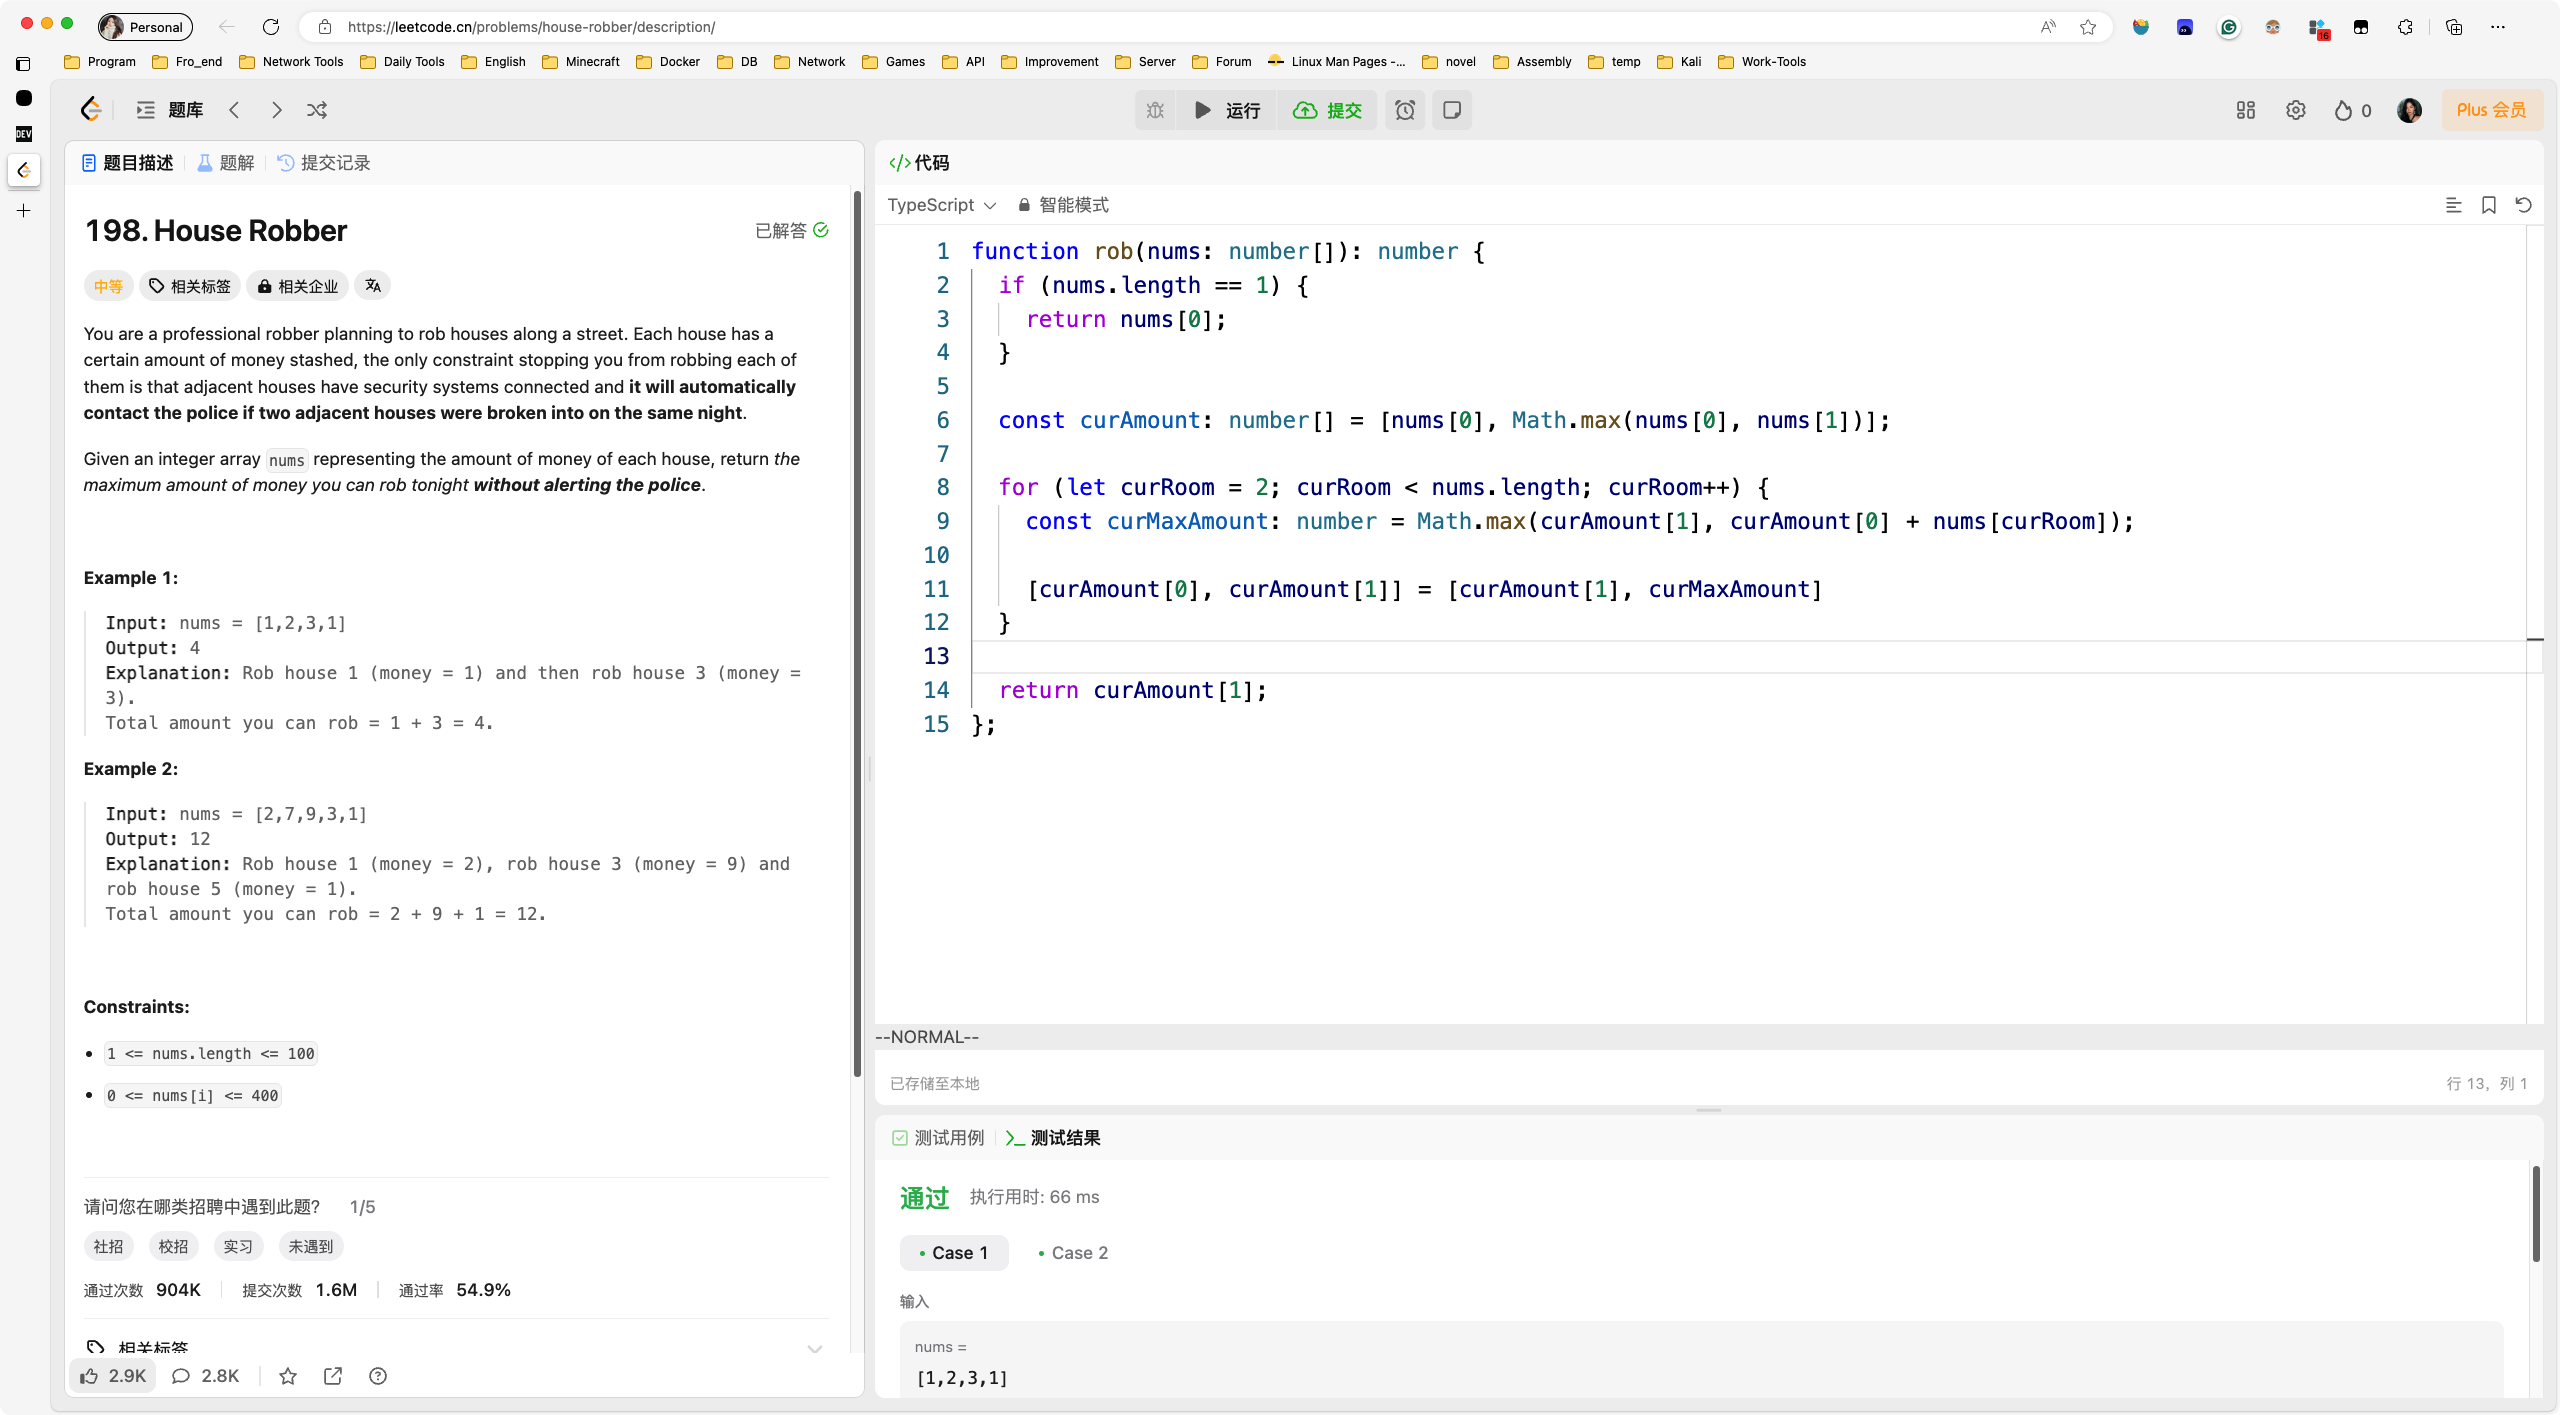 Personal
https://leetcode.cn/problems/house-robber/description/
16
Program Fro_end Network Tools Daily Tools English Minecraft Docker DB Network Games API Improvement Server Forum Linux Man Pages -... novel Assembly temp Kali Work-Tools
DEV
题库
运行 提交
0
Plus 会员
题目描述 题解 提交记录
198. House Robber
已解答
中等 相关标签 相关企业
You are a professional robber planning to rob houses along a street. Each house has a
certain amount of money stashed, the only constraint stopping you from robbing each of
them is that adjacent houses have security systems connected and it will automatically
contact the police if two adjacent houses were broken into on the same night.
Given an integer array nums representing the amount of money of each house, return the
maximum amount of money you can rob tonight without alerting the police.
Example 1:
Input: nums = [1,2,3,1]
Output: 4
Explanation: Rob house 1 (money = 1) and then rob house 3 (money =
3).
Total amount you can rob = 1 + 3 = 4.
Example 2:
Input: nums = [2,7,9,3,1]
Output: 12
Explanation: Rob house 1 (money = 2), rob house 3 (money = 9) and
rob house 5 (money = 1).
Total amount you can rob = 2 + 9 + 1 = 12.
Constraints:
• 1 <= nums.length <= 100
• 0 <= nums[i] <= 400
请问您在哪类招聘中遇到此题? 1/5
社招 校招 实习 未遇到
通过次数 904K 提交次数 1.6M 通过率 54.9%
相关标签
2.9K 2.8K
</> 代码
TypeScript 智能模式
1 function rob(nums: number[]): number {
2 if (nums.length == 1) {
3 return nums[0];
4 }
5
6 const curAmount: number[] = [nums[0], Math.max(nums[0], nums[1])];
7
8 for (let curRoom = 2; curRoom < nums.length; curRoom++) {
9 const curMaxAmount: number = Math.max(curAmount[1], curAmount[0] + nums[curRoom]);
10
11 [curAmount[0], curAmount[1]] = [curAmount[1], curMaxAmount]
12 }
13
14 return curAmount[1];
15 };
--NORMAL--
已存储至本地
行 13, 列 1
测试用例 >_ 测试结果
通过 执行用时: 66 ms
• Case 1 • Case 2
输入
nums =
[1,2,3,1]